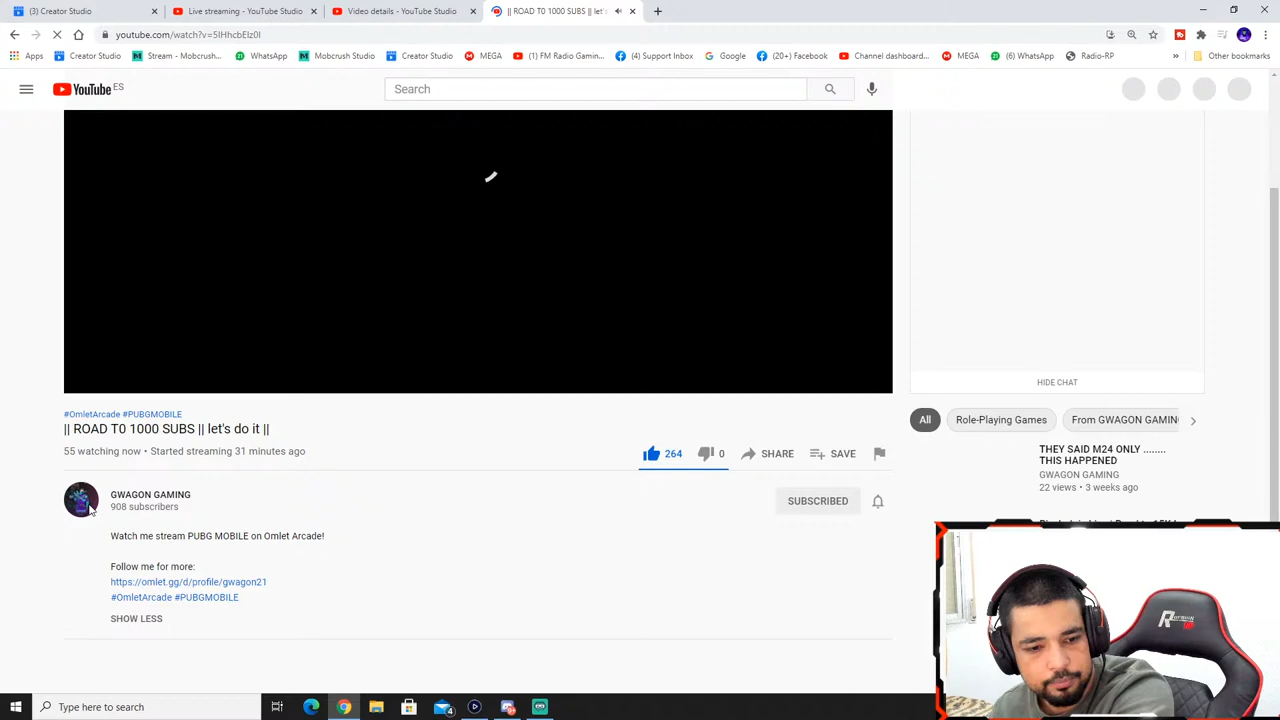 (3) Creator Studio
Live streaming - YouTube Studio
Video details - YouTube Studio
|| ROAD T0 1000 SUBS || let's
youtube.com/watch?v=5IHhcbEIz0I
Apps
Creator Studio
Stream - Mobcrush...
WhatsApp
Mobcrush Studio
Creator Studio
MEGA
(1) FM Radio Gamin...
(4) Support Inbox
Google
(20+) Facebook
Channel dashboard...
MEGA
(6) WhatsApp
Radio-RP
»
Other bookmarks
YouTube ES
Search
HIDE CHAT
#OmletArcade #PUBGMOBILE
|| ROAD T0 1000 SUBS || let's do it ||
55 watching now • Started streaming 31 minutes ago
264
0
SHARE
SAVE
GWAGON GAMING
908 subscribers
SUBSCRIBED
Watch me stream PUBG MOBILE on Omlet Arcade!
Follow me for more:
https://omlet.gg/d/profile/gwagon21
#OmletArcade #PUBGMOBILE
SHOW LESS
All
Role-Playing Games
From GWAGON GAMIN
THEY SAID M24 ONLY ........
THIS HAPPENED
GWAGON GAMING
22 views • 3 weeks ago
Type here to search
4